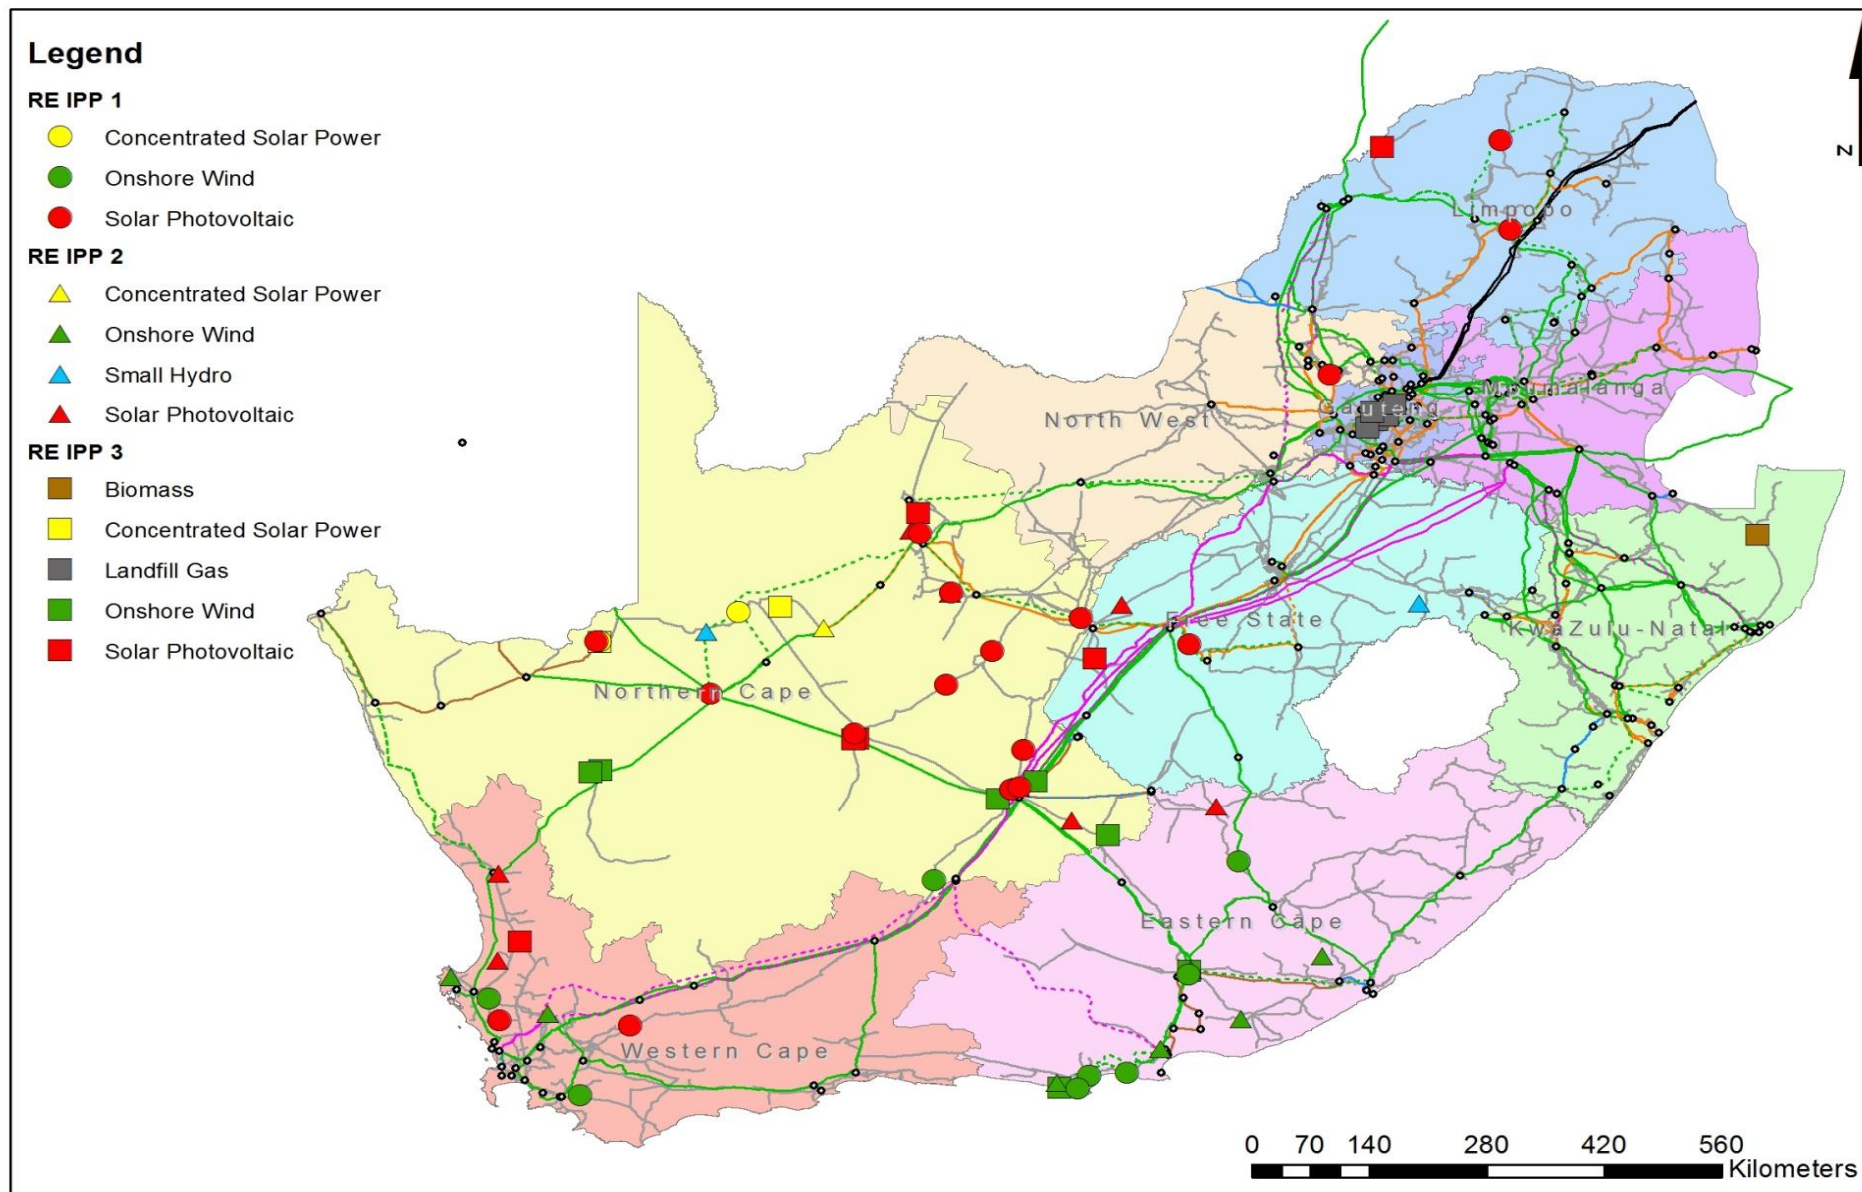 Legend
RE IPP 1
Concentrated Solar Power
Onshore Wind
Solar Photovoltaic
RE IPP 2
Concentrated Solar Power
Onshore Wind
Small Hydro
Solar Photovoltaic
RE IPP 3
Biomass
Concentrated Solar Power
Landfill Gas
Onshore Wind
Solar Photovoltaic
N
Limpopo
Mpumalanga
Gauteng
North West
Free State
KwaZulu-Natal
Northern Cape
Eastern Cape
Western Cape
0 70 140 280 420 560
Kilometers